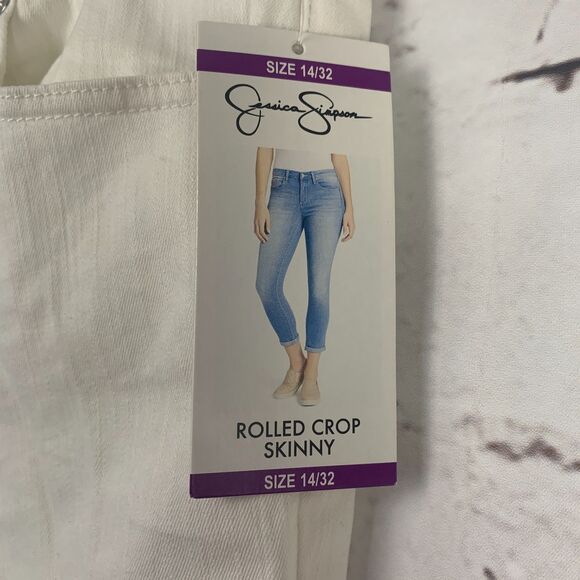 SIZE 14/32
Jessica Simpson
ROLLED CROP
SKINNY
SIZE 14/32